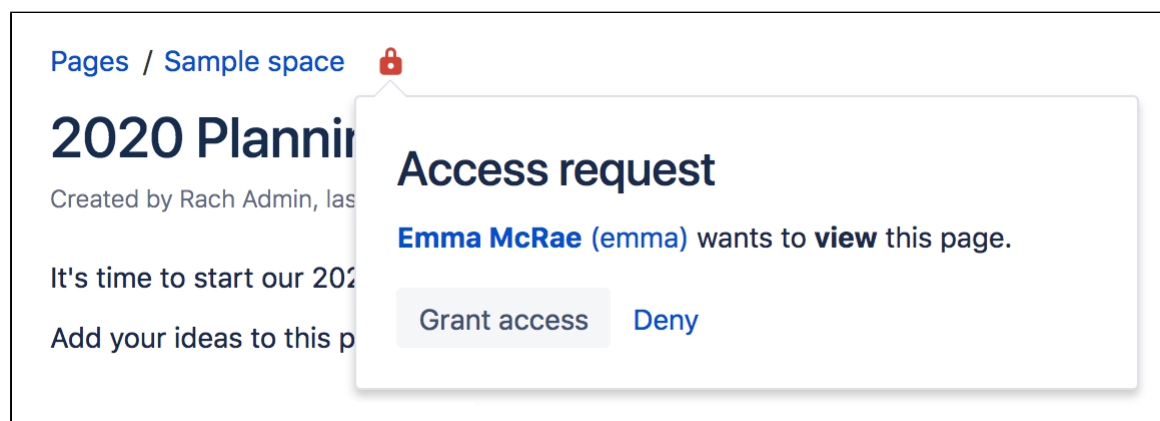 Pages / Sample space
2020 Plannin
Created by Rach Admin, las
It's time to start our 202
Add your ideas to this p
Access request
Emma McRae (emma) wants to view this page.
Grant access Deny